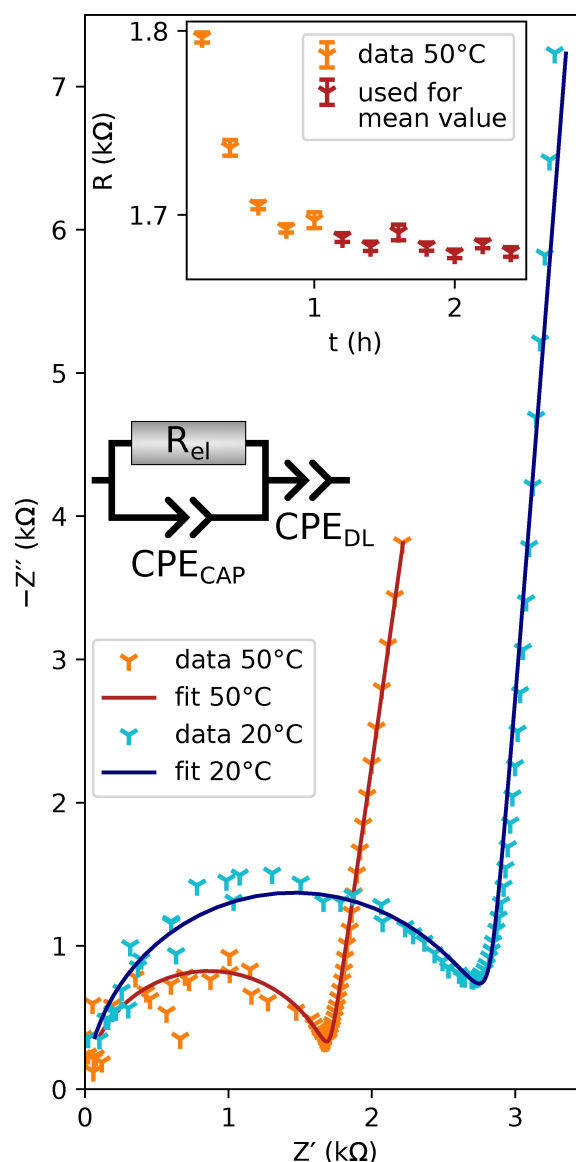 1.8
1.7
R (kΩ)
data 50°C
used for
mean value
1
2
t (h)
7
6
5
4
3
2
1
0
−Z′′ (kΩ)
R_el
CPE_CAP
CPE_DL
data 50°C
fit 50°C
data 20°C
fit 20°C
0
1
2
3
Z′ (kΩ)